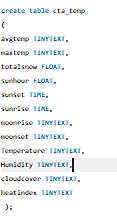 create table cta_temp
(
avgtemp TINYTEXT,
maxtemp TINYTEXT,
totalsnow FLOAT,
sunhour FLOAT,
sunset TIME,
sunrise TIME,
moonrise TINYTEXT,
moonset TINYTEXT,
Temperature TINYTEXT,
Humidity TINYTEXT,
cloudcover TINYTEXT,
heatindex TINYTEXT
);